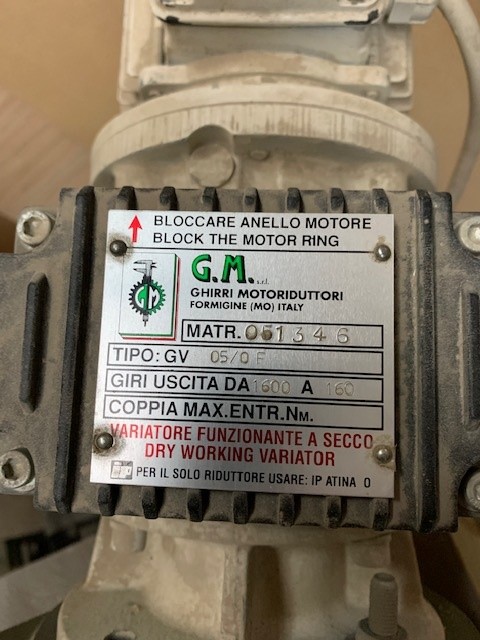 BLOCCARE ANELLO MOTORE
BLOCK THE MOTOR RING
G.M. s.r.l.
GHIRRI MOTORIDUTTORI
FORMIGINE (MO) ITALY
GM
MATR. 051346
TIPO: GV 05/0 F
GIRI USCITA DA 1600 A 160
COPPIA MAX.ENTR.NM.
VARIATORE FUNZIONANTE A SECCO
DRY WORKING VARIATOR
PER IL SOLO RIDUTTORE USARE: IP ATINA 0